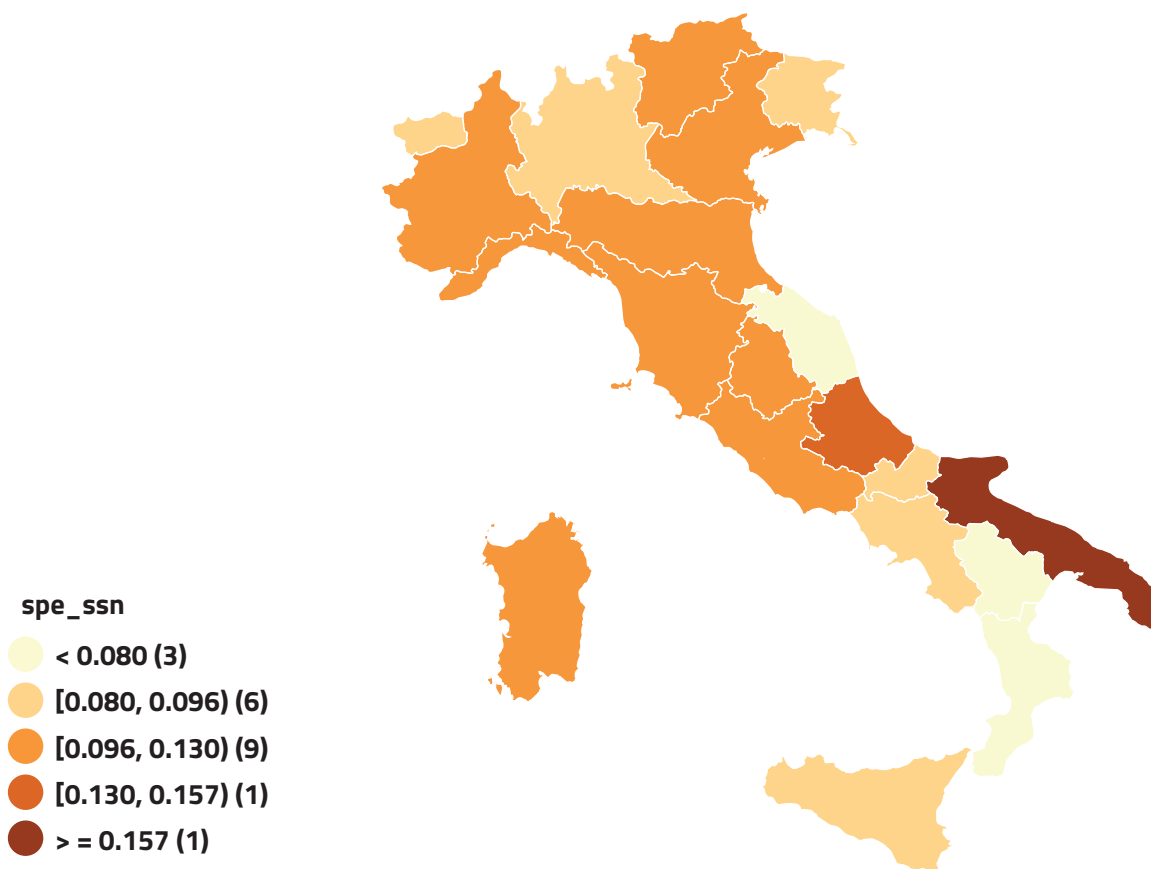 spe_ssn
< 0.080 (3)
[0.080, 0.096) (6)
[0.096, 0.130) (9)
[0.130, 0.157) (1)
> = 0.157 (1)